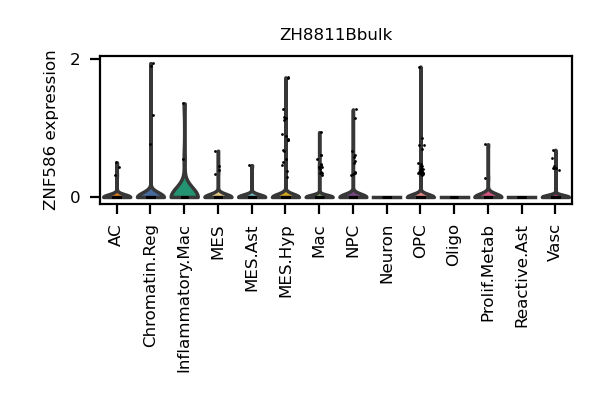 ZH8811Bbulk
ZNF586 expression
2
0
AC
Chromatin.Reg
Inflammatory.Mac
MES
MES.Ast
MES.Hyp
Mac
NPC
Neuron
OPC
Oligo
Prolif.Metab
Reactive.Ast
Vasc